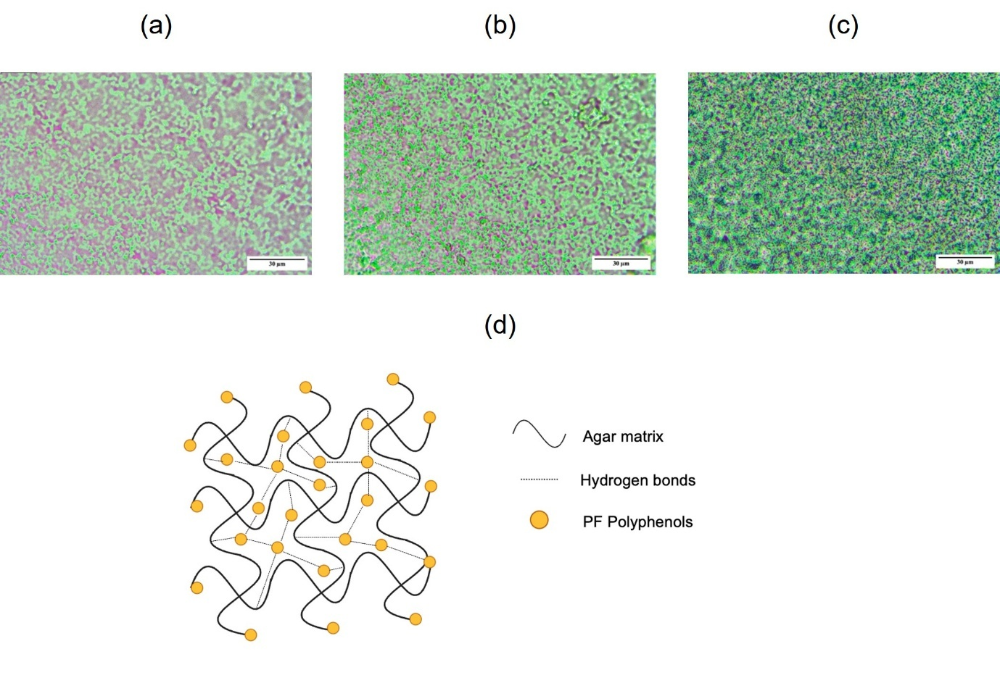 (a) (b) (c)
30 µm 30 µm 30 µm
(d)
Agar matrix
Hydrogen bonds
PF Polyphenols